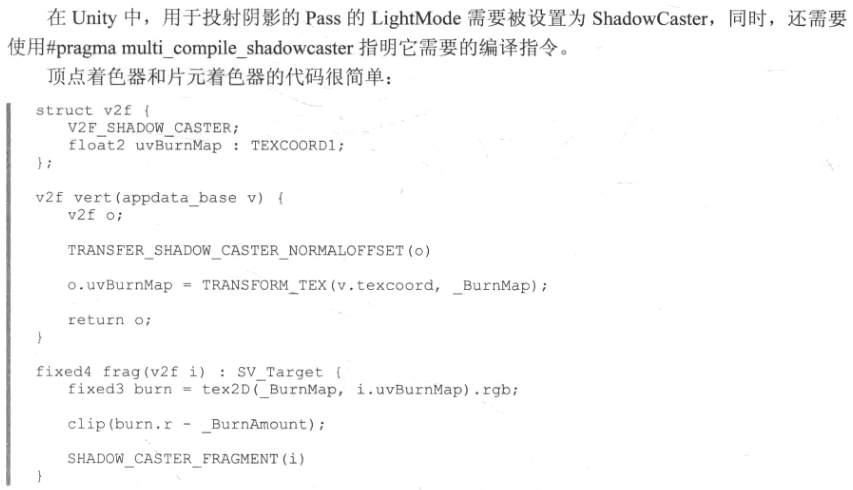 在 Unity 中，用于投射阴影的 Pass 的 LightMode 需要被设置为 ShadowCaster，同时，还需要
使用#pragma multi_compile_shadowcaster 指明它需要的编译指令。
顶点着色器和片元着色器的代码很简单：
struct v2f {
    V2F_SHADOW_CASTER;
    float2 uvBurnMap : TEXCOORD1;
};
v2f vert(appdata_base v) {
    v2f o;
    TRANSFER_SHADOW_CASTER_NORMALOFFSET(o)
    o.uvBurnMap = TRANSFORM_TEX(v.texcoord, _BurnMap);
    return o;
}
fixed4 frag(v2f i) : SV_Target {
    fixed3 burn = tex2D(_BurnMap, i.uvBurnMap).rgb;
    clip(burn.r - _BurnAmount);
    SHADOW_CASTER_FRAGMENT(i)
}